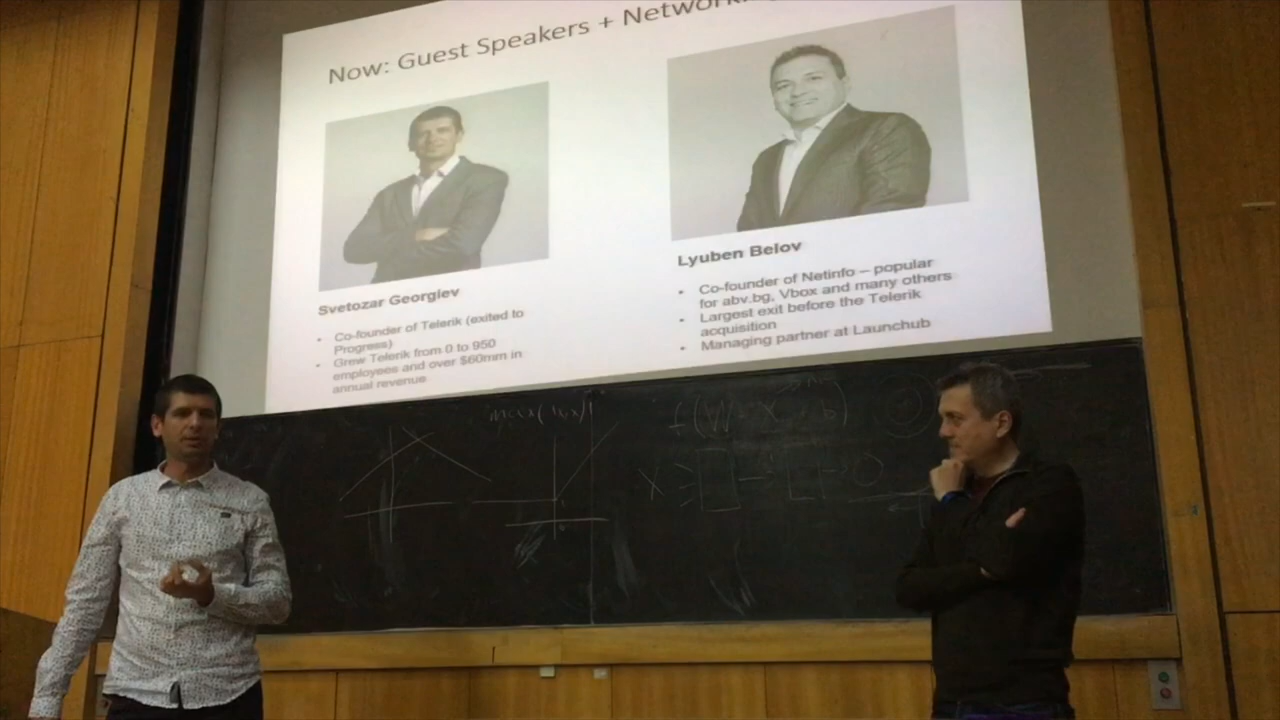 Now: Guest Speakers +
Svetozar Georgiev
• Co-founder of Telerik (exited to
Progress)
• Grew Telerik from 0 to 950
employees and over $60mm in
annual revenue
Lyuben Belov
• Co-founder of Netinfo – popular
for abv.bg, Vbox and many others
• Largest exit before the Telerik
acquisition
• Managing partner at Launchub
f(W
X